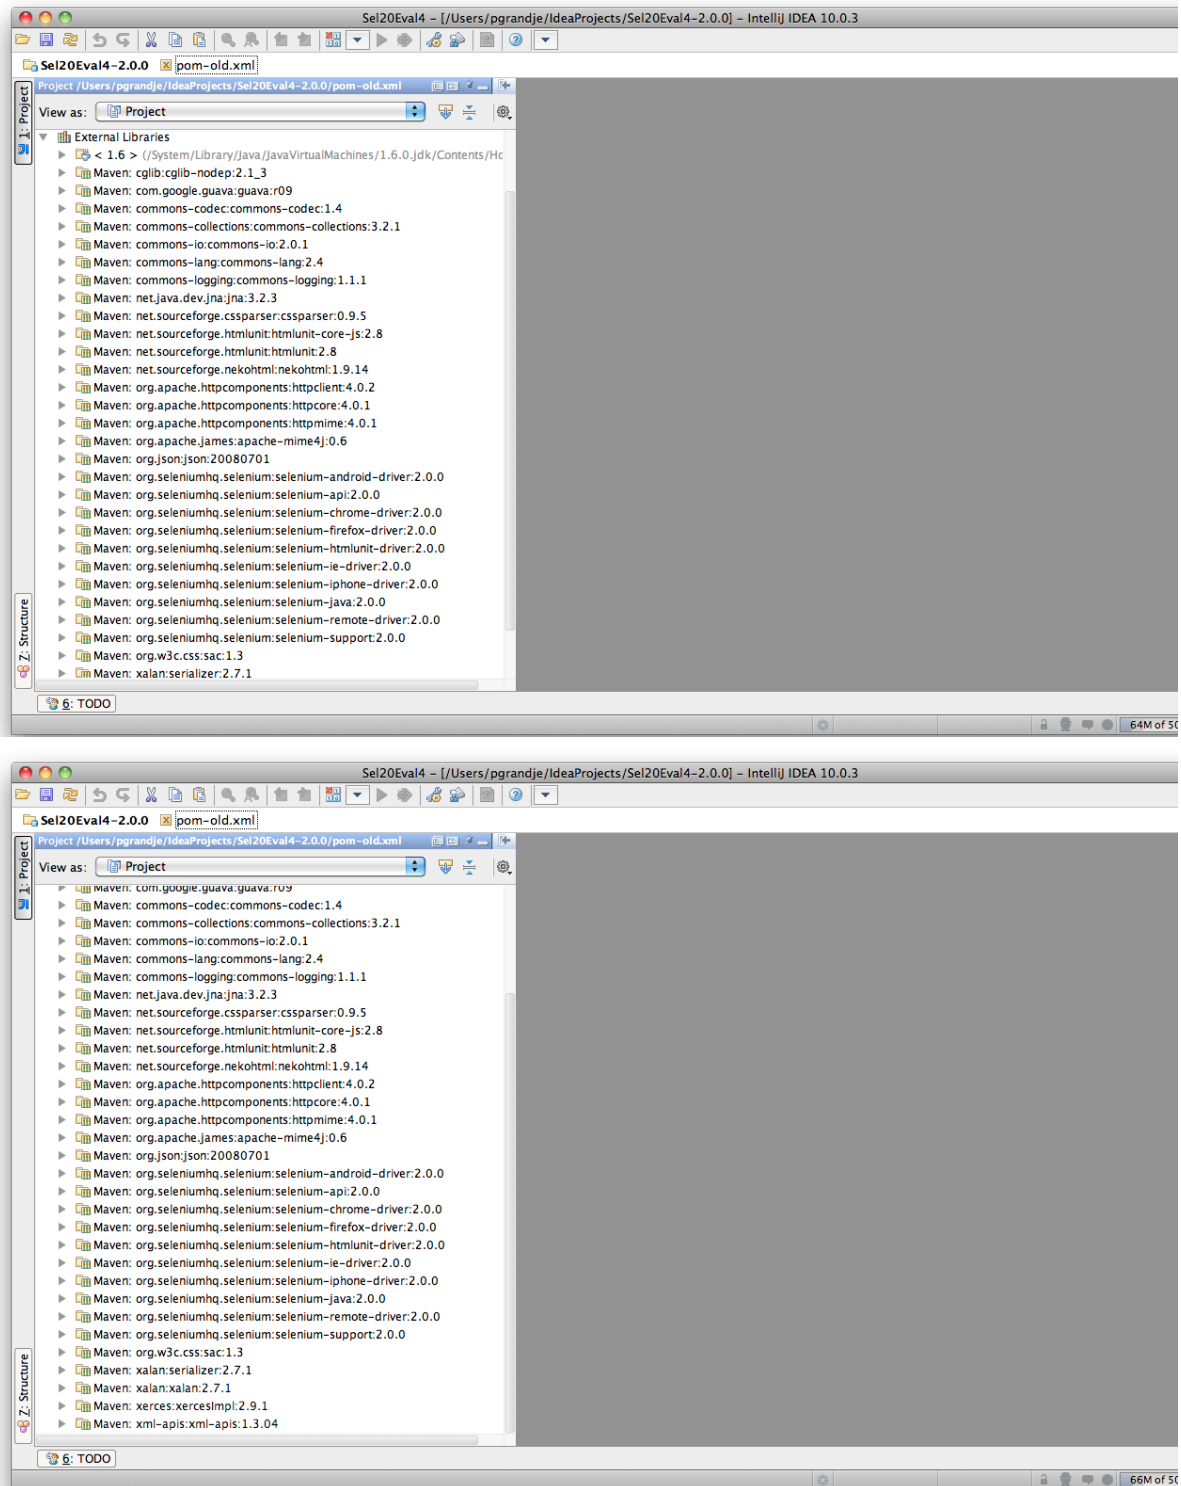 Sel20Eval4 – [/Users/pgrandje/IdeaProjects/Sel20Eval4-2.0.0] – IntelliJ IDEA 10.0.3
Sel20Eval4-2.0.0 pom-old.xml
Project /Users/pgrandje/IdeaProjects/Sel20Eval4-2.0.0/pom-old.xml
1: Project
View as: Project
External Libraries
< 1.6 > (/System/Library/Java/JavaVirtualMachines/1.6.0.jdk/Contents/Hc
Maven: cglib:cglib-nodep:2.1_3
Maven: com.google.guava:guava:r09
Maven: commons-codec:commons-codec:1.4
Maven: commons-collections:commons-collections:3.2.1
Maven: commons-io:commons-io:2.0.1
Maven: commons-lang:commons-lang:2.4
Maven: commons-logging:commons-logging:1.1.1
Maven: net.java.dev.jna:jna:3.2.3
Maven: net.sourceforge.cssparser:cssparser:0.9.5
Maven: net.sourceforge.htmlunit:htmlunit-core-js:2.8
Maven: net.sourceforge.htmlunit:htmlunit:2.8
Maven: net.sourceforge.nekohtml:nekohtml:1.9.14
Maven: org.apache.httpcomponents:httpclient:4.0.2
Maven: org.apache.httpcomponents:httpcore:4.0.1
Maven: org.apache.httpcomponents:httpmime:4.0.1
Maven: org.apache.james:apache-mime4j:0.6
Maven: org.json:json:20080701
Maven: org.seleniumhq.selenium:selenium-android-driver:2.0.0
Maven: org.seleniumhq.selenium:selenium-api:2.0.0
Maven: org.seleniumhq.selenium:selenium-chrome-driver:2.0.0
Maven: org.seleniumhq.selenium:selenium-firefox-driver:2.0.0
Maven: org.seleniumhq.selenium:selenium-htmlunit-driver:2.0.0
Maven: org.seleniumhq.selenium:selenium-ie-driver:2.0.0
Maven: org.seleniumhq.selenium:selenium-iphone-driver:2.0.0
Maven: org.seleniumhq.selenium:selenium-java:2.0.0
Maven: org.seleniumhq.selenium:selenium-remote-driver:2.0.0
Maven: org.seleniumhq.selenium:selenium-support:2.0.0
Maven: org.w3c.css:sac:1.3
Maven: xalan:serializer:2.7.1
Z: Structure
6: TODO
64M of 50
Sel20Eval4 – [/Users/pgrandje/IdeaProjects/Sel20Eval4-2.0.0] – IntelliJ IDEA 10.0.3
Sel20Eval4-2.0.0 pom-old.xml
Project /Users/pgrandje/IdeaProjects/Sel20Eval4-2.0.0/pom-old.xml
1: Project
View as: Project
Maven: com.google.guava:guava:r09
Maven: commons-codec:commons-codec:1.4
Maven: commons-collections:commons-collections:3.2.1
Maven: commons-io:commons-io:2.0.1
Maven: commons-lang:commons-lang:2.4
Maven: commons-logging:commons-logging:1.1.1
Maven: net.java.dev.jna:jna:3.2.3
Maven: net.sourceforge.cssparser:cssparser:0.9.5
Maven: net.sourceforge.htmlunit:htmlunit-core-js:2.8
Maven: net.sourceforge.htmlunit:htmlunit:2.8
Maven: net.sourceforge.nekohtml:nekohtml:1.9.14
Maven: org.apache.httpcomponents:httpclient:4.0.2
Maven: org.apache.httpcomponents:httpcore:4.0.1
Maven: org.apache.httpcomponents:httpmime:4.0.1
Maven: org.apache.james:apache-mime4j:0.6
Maven: org.json:json:20080701
Maven: org.seleniumhq.selenium:selenium-android-driver:2.0.0
Maven: org.seleniumhq.selenium:selenium-api:2.0.0
Maven: org.seleniumhq.selenium:selenium-chrome-driver:2.0.0
Maven: org.seleniumhq.selenium:selenium-firefox-driver:2.0.0
Maven: org.seleniumhq.selenium:selenium-htmlunit-driver:2.0.0
Maven: org.seleniumhq.selenium:selenium-ie-driver:2.0.0
Maven: org.seleniumhq.selenium:selenium-iphone-driver:2.0.0
Maven: org.seleniumhq.selenium:selenium-java:2.0.0
Maven: org.seleniumhq.selenium:selenium-remote-driver:2.0.0
Maven: org.seleniumhq.selenium:selenium-support:2.0.0
Maven: org.w3c.css:sac:1.3
Maven: xalan:serializer:2.7.1
Maven: xalan:xalan:2.7.1
Maven: xerces:xercesImpl:2.9.1
Maven: xml-apis:xml-apis:1.3.04
Z: Structure
6: TODO
66M of 50